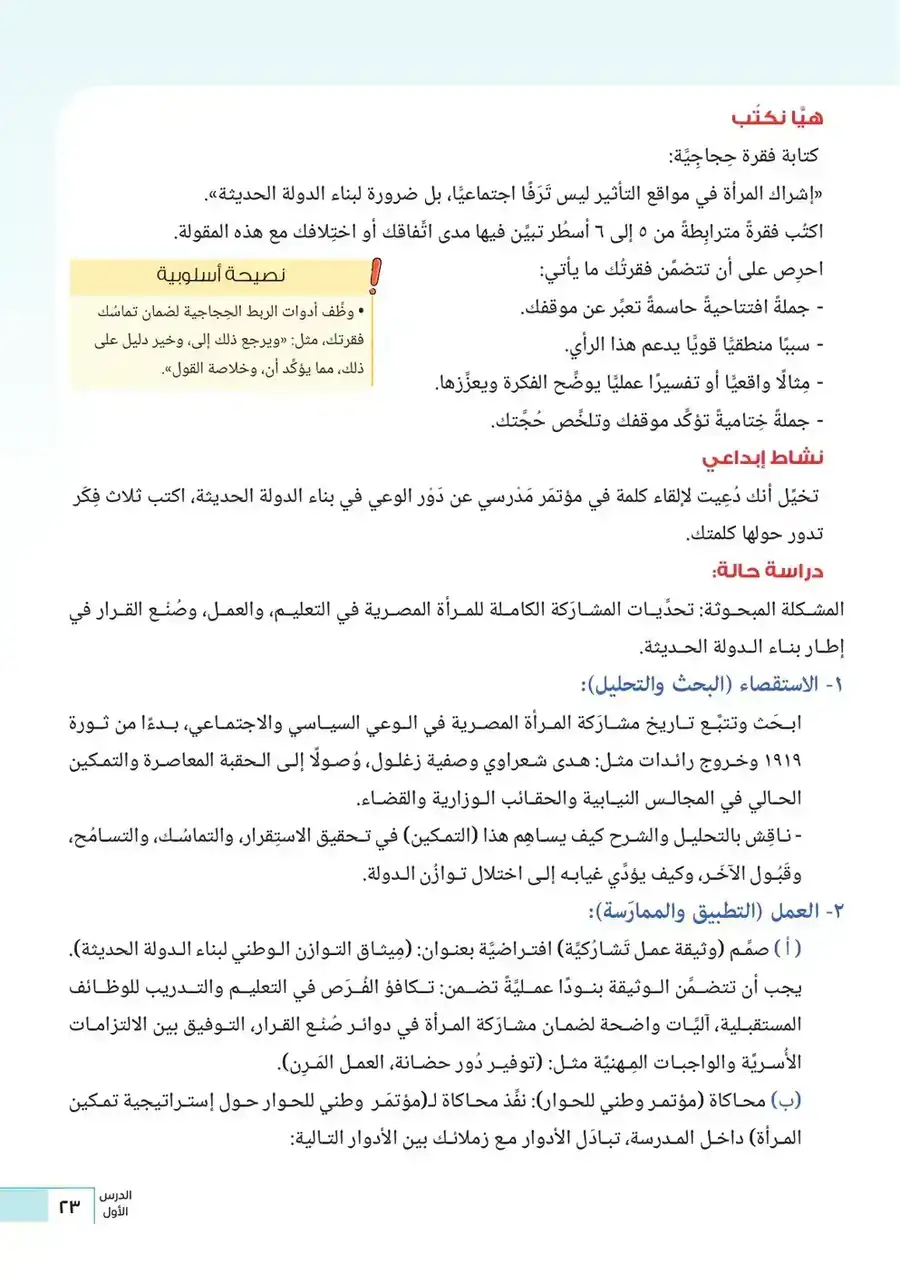 هيَّا نكتُب
كتابة فقرة حِجاجِيَّة:
«إشراك المرأة في مواقع التأثير ليس تَرَفًا اجتماعيًّا، بل ضرورة لبناء الدولة الحديثة».
اكتُب فقرةً مترابِطةً من ٥ إلى ٦ أسطُر تبيِّن فيها مدى اتِّفاقك أو اختِلافك مع هذه المقولة.
احرِص على أن تتضمَّن فقرتُك ما يأتي:
- جملةً افتتاحيةً حاسمةً تعبِّر عن موقفك.
- سببًا منطقيًّا قويًّا يدعم هذا الرأي.
- مِثالًا واقعيًّا أو تفسيرًا عمليًّا يوضِّح الفكرة ويعزِّزها.
- جملةً خِتاميةً تؤكِّد موقفك وتلخِّص حُجَّتك.
نصيحة أسلوبية
• وظِّف أدوات الربط الحِجاجية لضمان تماسُك
فقرتك، مثل: «ويرجع ذلك إلى، وخير دليل على
ذلك، مما يؤكِّد أن، وخلاصة القول».
نشاط إبداعي
تخيَّل أنك دُعِيت لإلقاء كلمة في مؤتمَر مَدْرسي عن دَوْر الوعي في بناء الدولة الحديثة، اكتب ثلاث فِكَر
تدور حولها كلمتك.
دراسة حالة:
المشكلة المبحوثة: تحدِّيات المشارَكة الكاملة للمرأة المصرية في التعليم، والعمل، وصُنْع القرار في
إطار بناء الدولة الحديثة.
١- الاستقصاء (البحث والتحليل):
ابحَث وتتبَّع تاريخ مشارَكة المرأة المصرية في الوعي السياسي والاجتماعي، بدءًا من ثورة
١٩١٩ وخروج رائدات مثل: هدى شعراوي وصفية زغلول، وُصولًا إلى الحقبة المعاصرة والتمكين
الحالي في المجالس النيابية والحقائب الوزارية والقضاء.
- ناقِش بالتحليل والشرح كيف يساهِم هذا (التمكين) في تحقيق الاستِقرار، والتماسُك، والتسامُح،
وقَبُول الآخَر، وكيف يؤدِّي غيابه إلى اختلال توازُن الدولة.
٢- العمل (التطبيق والممارَسة):
(أ) صمِّم (وثيقة عمل تَشارُكيَّة) افتراضيَّة بعنوان: (مِيثاق التوازن الوطني لبناء الدولة الحديثة).
يجب أن تتضمَّن الوثيقة بنودًا عمليَّةً تضمن: تكافؤ الفُرَص في التعليم والتدريب للوظائف
المستقبلية، آليَّات واضحة لضمان مشارَكة المرأة في دوائر صُنْع القرار، التوفيق بين الالتزامات
الأُسريَّة والواجبات المِهنيَّة مثل: (توفير دُور حضانة، العمل المَرِن).
(ب) محاكاة (مؤتمر وطني للحوار): نفِّذ محاكاة لـ(مؤتمَر وطني للحوار حول إستراتيجية تمكين
المرأة) داخل المدرسة، تبادَل الأدوار مع زملائك بين الأدوار التالية:
الدرس
الأول
٢٣